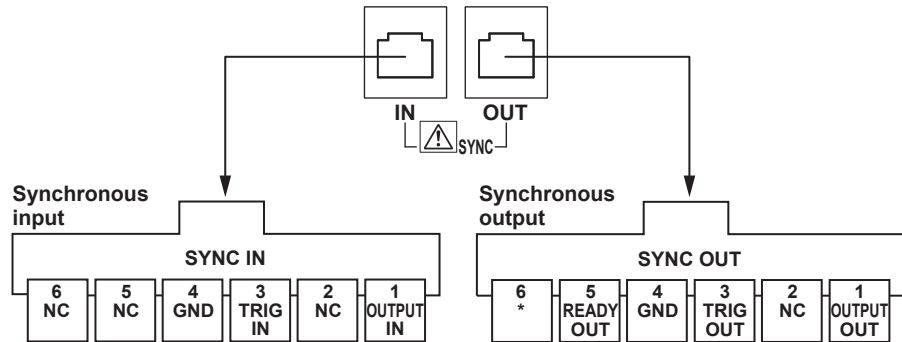 IN OUT
SYNC
Synchronous
input
SYNC IN
6 5 4 3 2 1
NC NC GND TRIG IN NC OUTPUT IN
Synchronous
output
SYNC OUT
6 5 4 3 2 1
* READY OUT GND TRIG OUT NC OUTPUT OUT